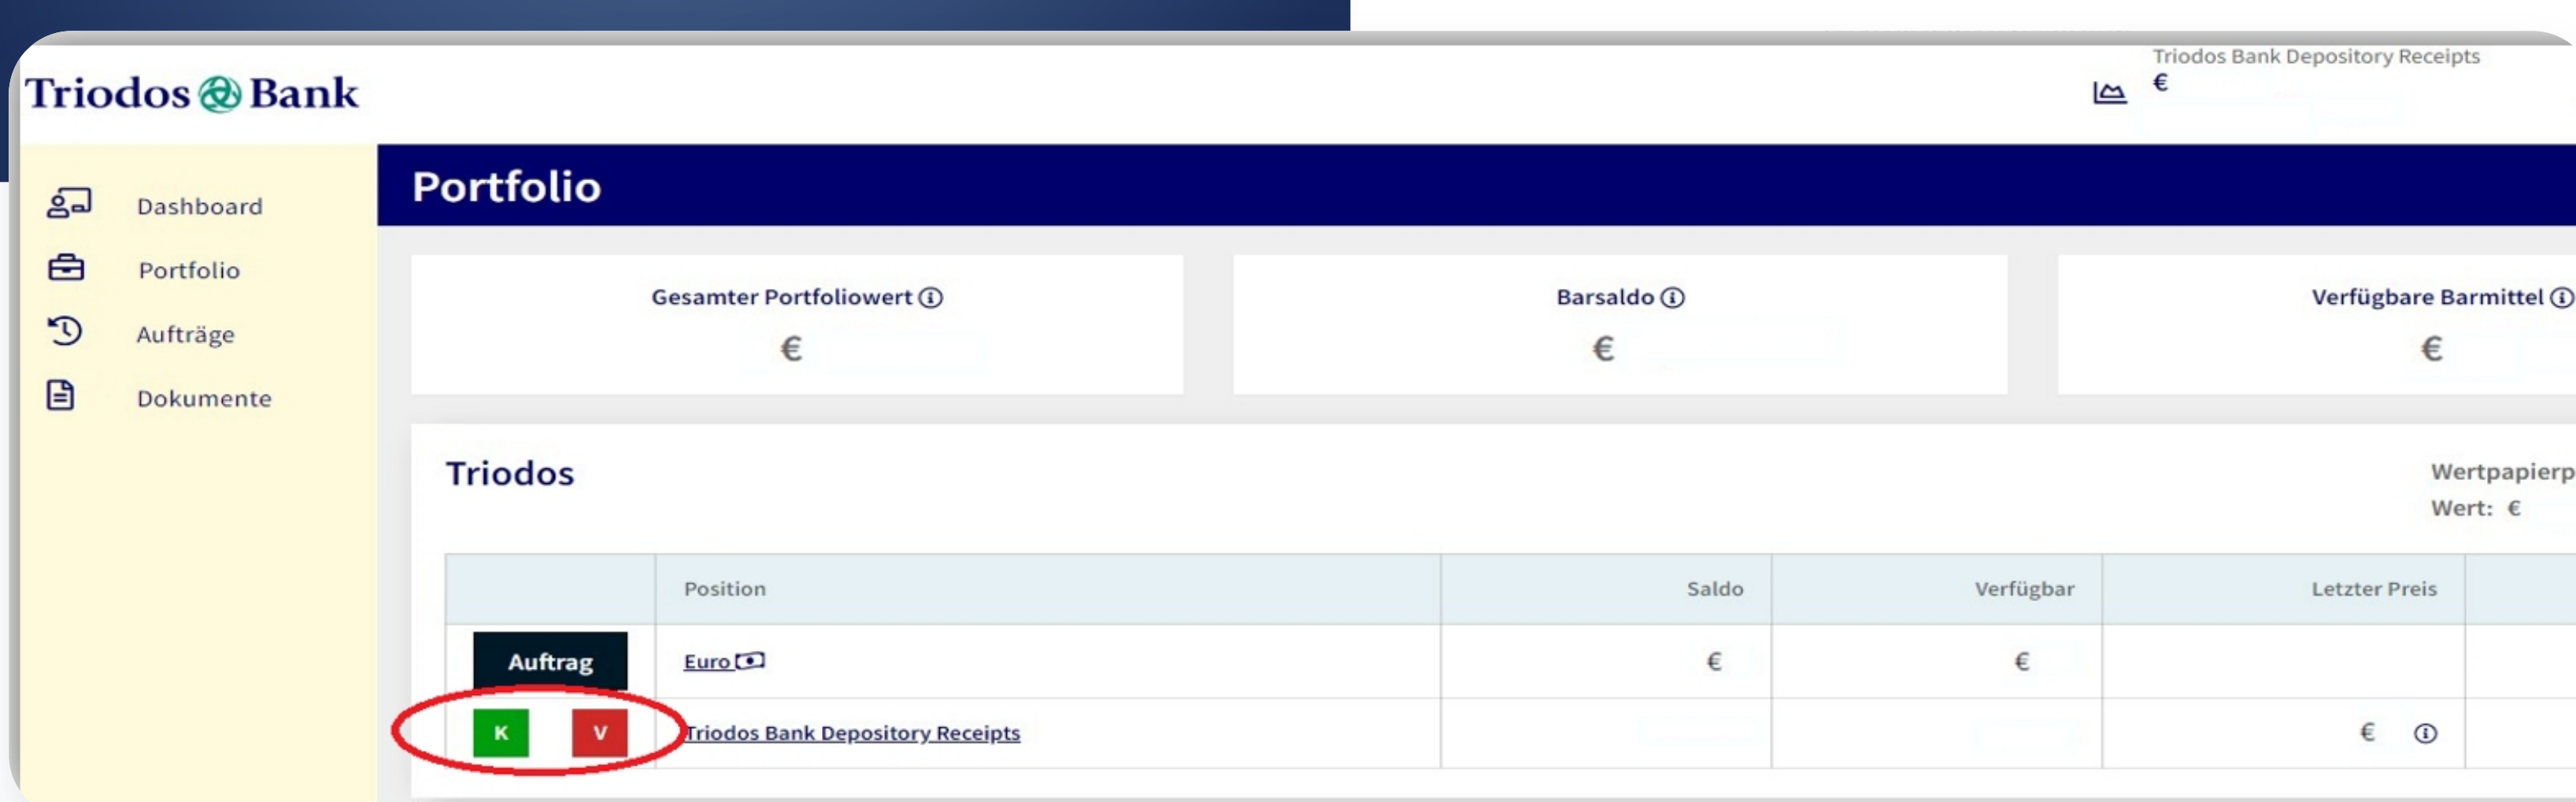 Triodos Bank
Triodos Bank Depository Receipts
€
Dashboard
Portfolio
Aufträge
Dokumente
Portfolio
Gesamter Portfoliowert
€
Barsaldo
€
Verfügbare Barmittel
€
Triodos
Wertpapierp
Wert: €
Position Saldo Verfügbar Letzter Preis
Auftrag Euro € €
K V Triodos Bank Depository Receipts €